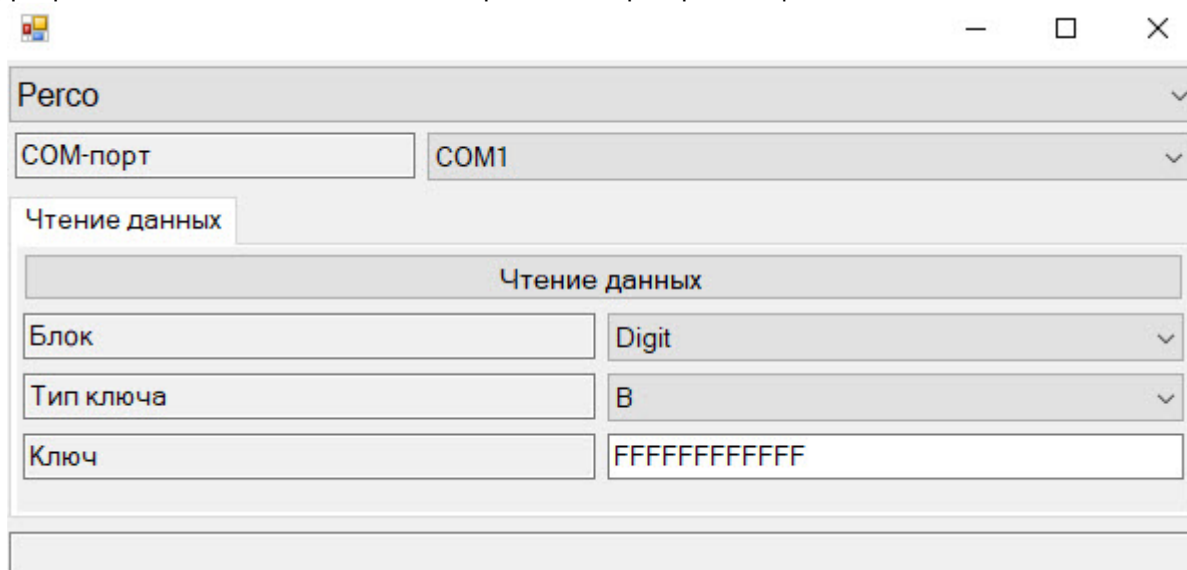 Perco
COM-порт COM1
Чтение данных
Чтение данных
Блок Digit
Тип ключа B
Ключ FFFFFFFFFFFF